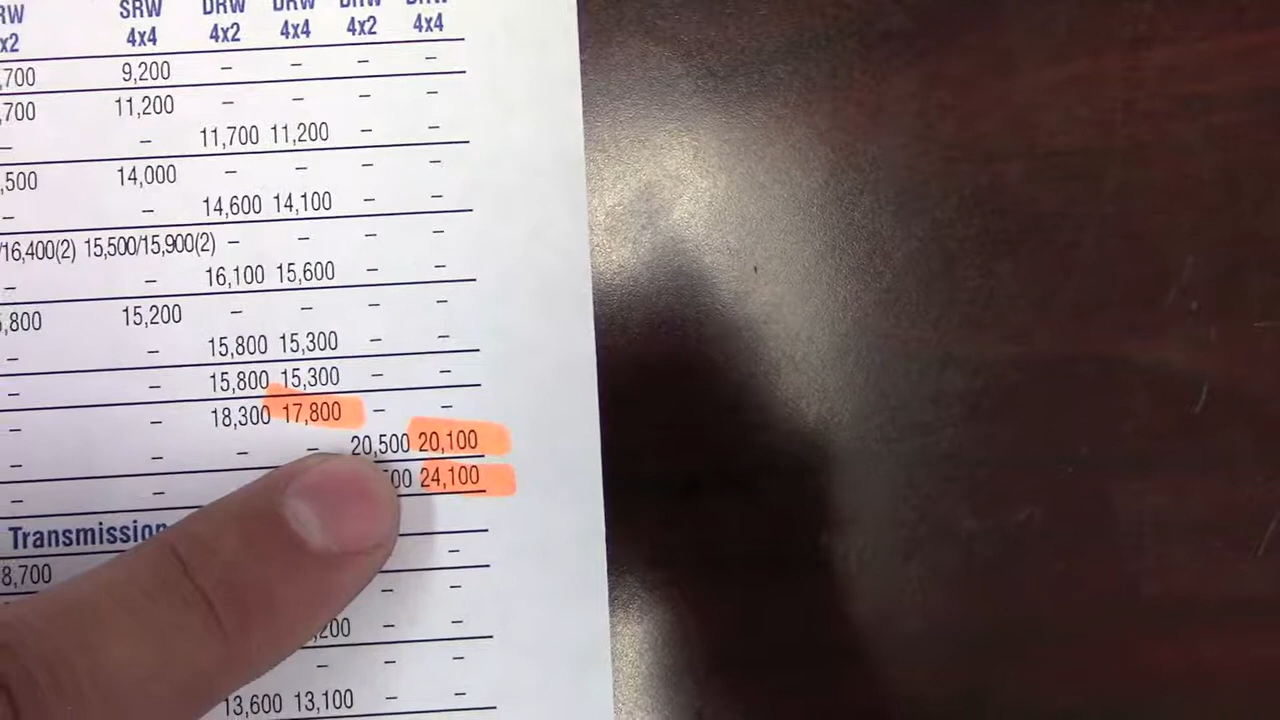 RW SRW DRW DRW DRW DRW
x2 4x4 4x2 4x4 4x2 4x4
,700 9,200 – – – –
,700 11,200 – – – –
– – 11,700 11,200 – –
,500 14,000 – – – –
– – 14,600 14,100 – –
/16,400(2) 15,500/15,900(2) – – – –
– – 16,100 15,600 – –
,800 15,200 – – – –
– – 15,800 15,300 – –
– – 15,800 15,300 – –
– – 18,300 17,800 – –
– – – – 20,500 20,100
– – 00 24,100
Transmission
8,700 –
– –
,200 – –
– – –
13,600 13,100 – –